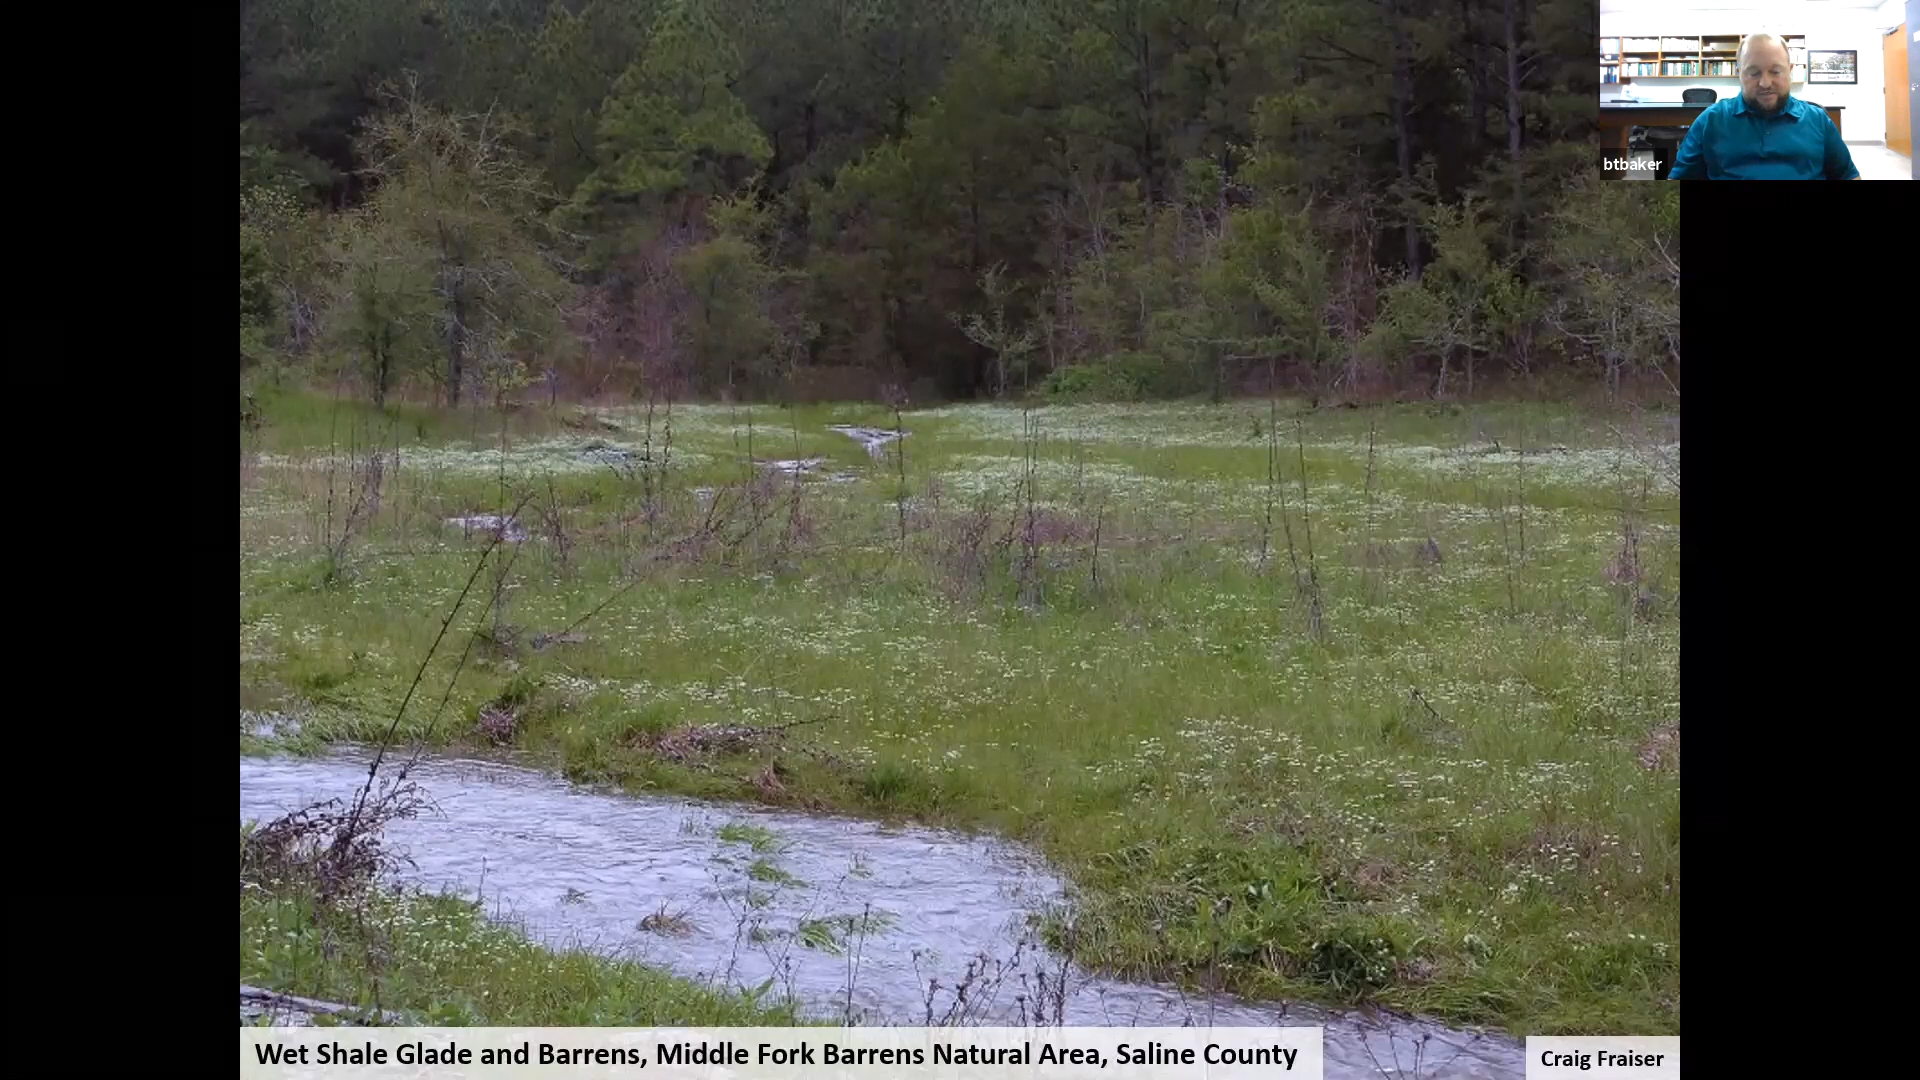 btbaker
Wet Shale Glade and Barrens, Middle Fork Barrens Natural Area, Saline County
Craig Fraiser